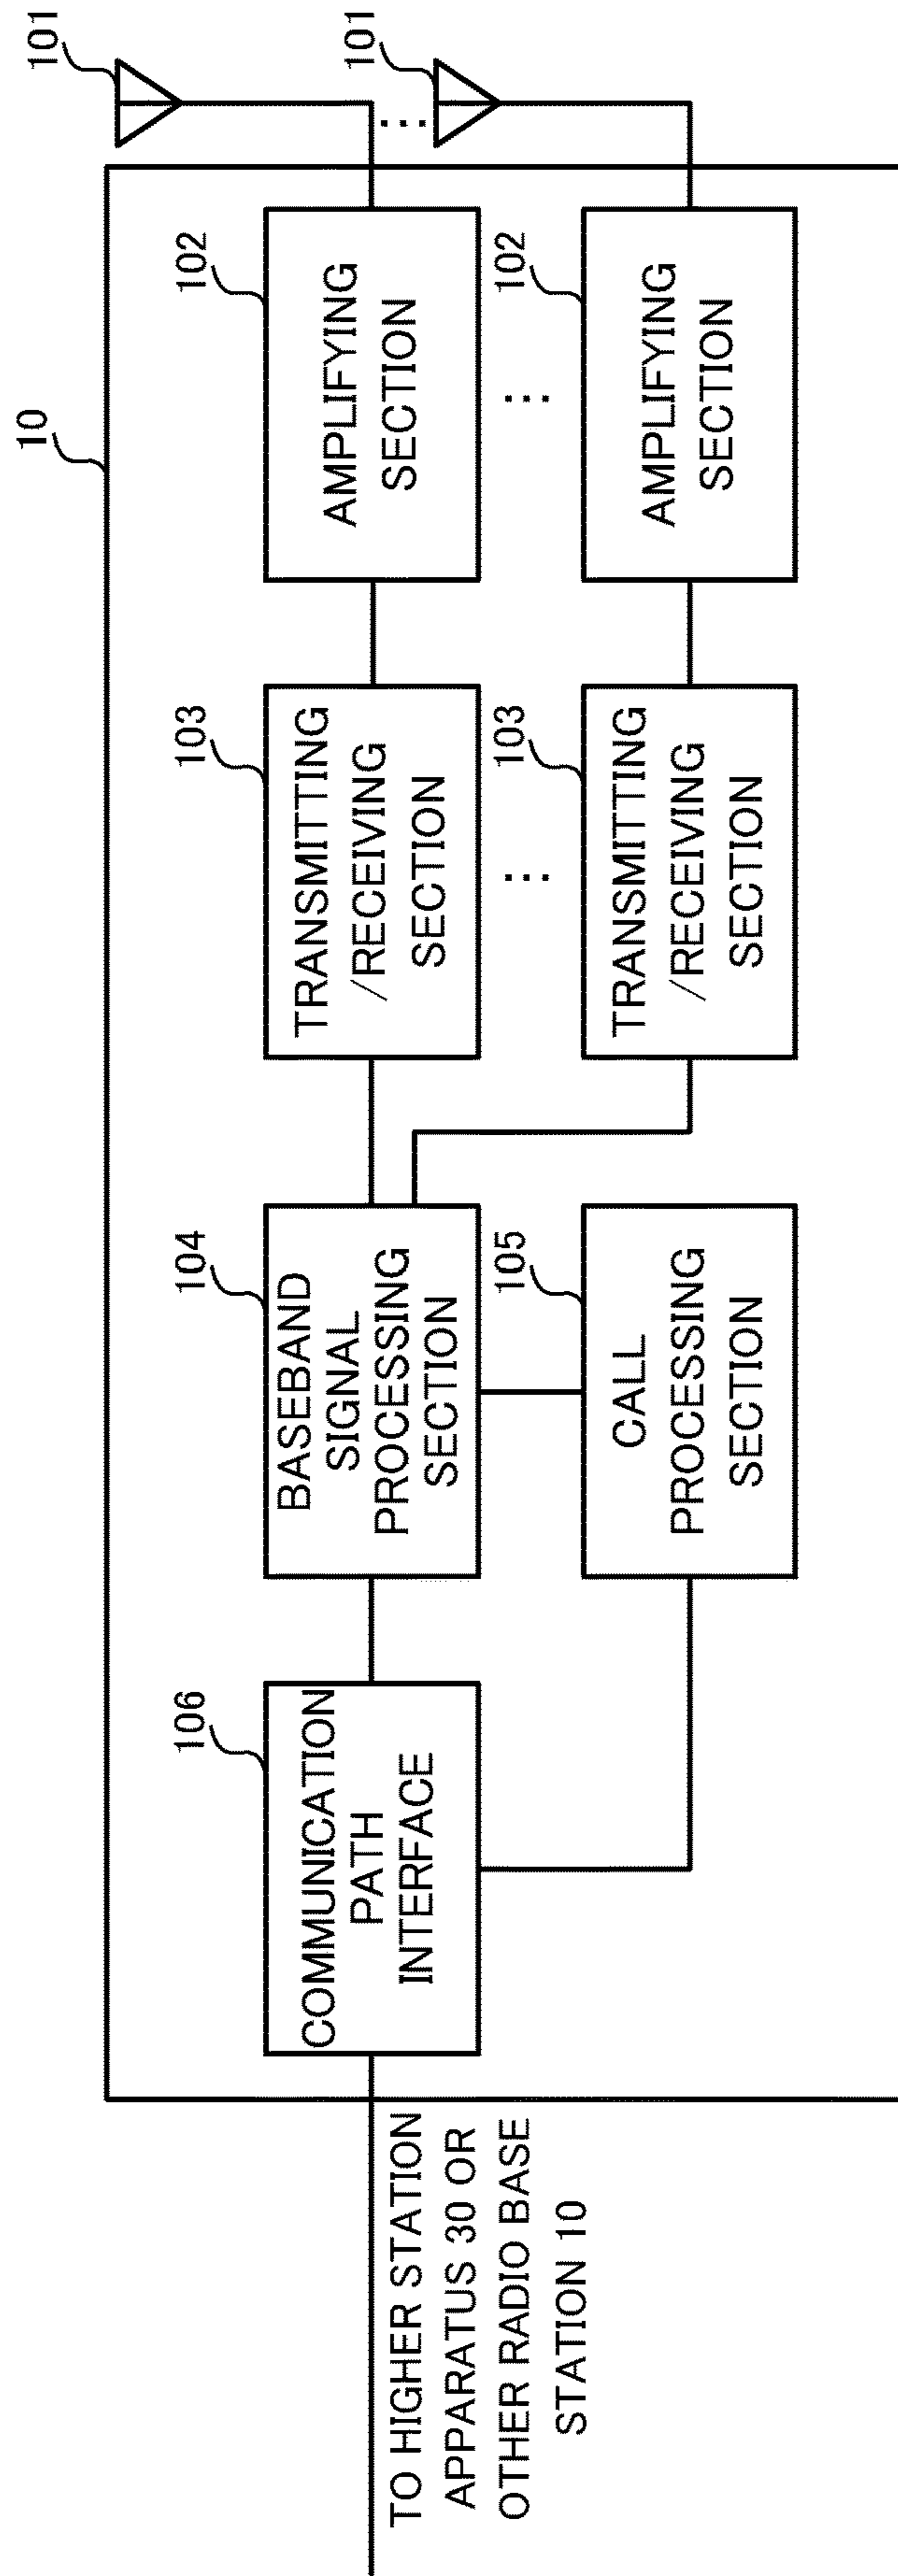 10
101
101
102
AMPLIFYING
SECTION
102
AMPLIFYING
SECTION
103
TRANSMITTING
/RECEIVING
SECTION
103
TRANSMITTING
/RECEIVING
SECTION
104
BASEBAND
SIGNAL
PROCESSING
SECTION
105
CALL
PROCESSING
SECTION
106
COMMUNICATION
PATH
INTERFACE
TO HIGHER STATION
APPARATUS 30 OR
OTHER RADIO BASE
STATION 10